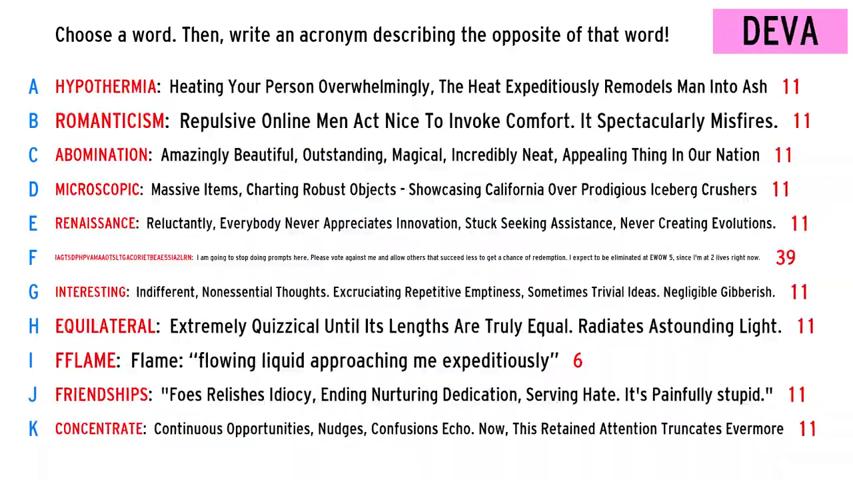 Choose a word. Then, write an acronym describing the opposite of that word!
DEVA
A HYPOTHERMIA: Heating Your Person Overwhelmingly, The Heat Expeditiously Remodels Man Into Ash 11
B ROMANTICISM: Repulsive Online Men Act Nice To Invoke Comfort. It Spectacularly Misfires. 11
C ABOMINATION: Amazingly Beautiful, Outstanding, Magical, Incredibly Neat, Appealing Thing In Our Nation 11
D MICROSCOPIC: Massive Items, Charting Robust Objects - Showcasing California Over Prodigious Iceberg Crushers 11
E RENAISSANCE: Reluctantly, Everybody Never Appreciates Innovation, Stuck Seeking Assistance, Never Creating Evolutions. 11
F IAGTSDPHPVAMAAOTSLTGACORIETBEAE5SIA2LRN: I am going to stop doing prompts here. Please vote against me and allow others that succeed less to get a chance of redemption. I expect to be eliminated at EWOW 5, since I'm at 2 lives right now. 39
G INTERESTING: Indifferent, Nonessential Thoughts. Excruciating Repetitive Emptiness, Sometimes Trivial Ideas. Negligible Gibberish. 11
H EQUILATERAL: Extremely Quizzical Until Its Lengths Are Truly Equal. Radiates Astounding Light. 11
I FFLAME: Flame: “flowing liquid approaching me expeditiously” 6
J FRIENDSHIPS: "Foes Relishes Idiocy, Ending Nurturing Dedication, Serving Hate. It's Painfully stupid." 11
K CONCENTRATE: Continuous Opportunities, Nudges, Confusions Echo. Now, This Retained Attention Truncates Evermore 11